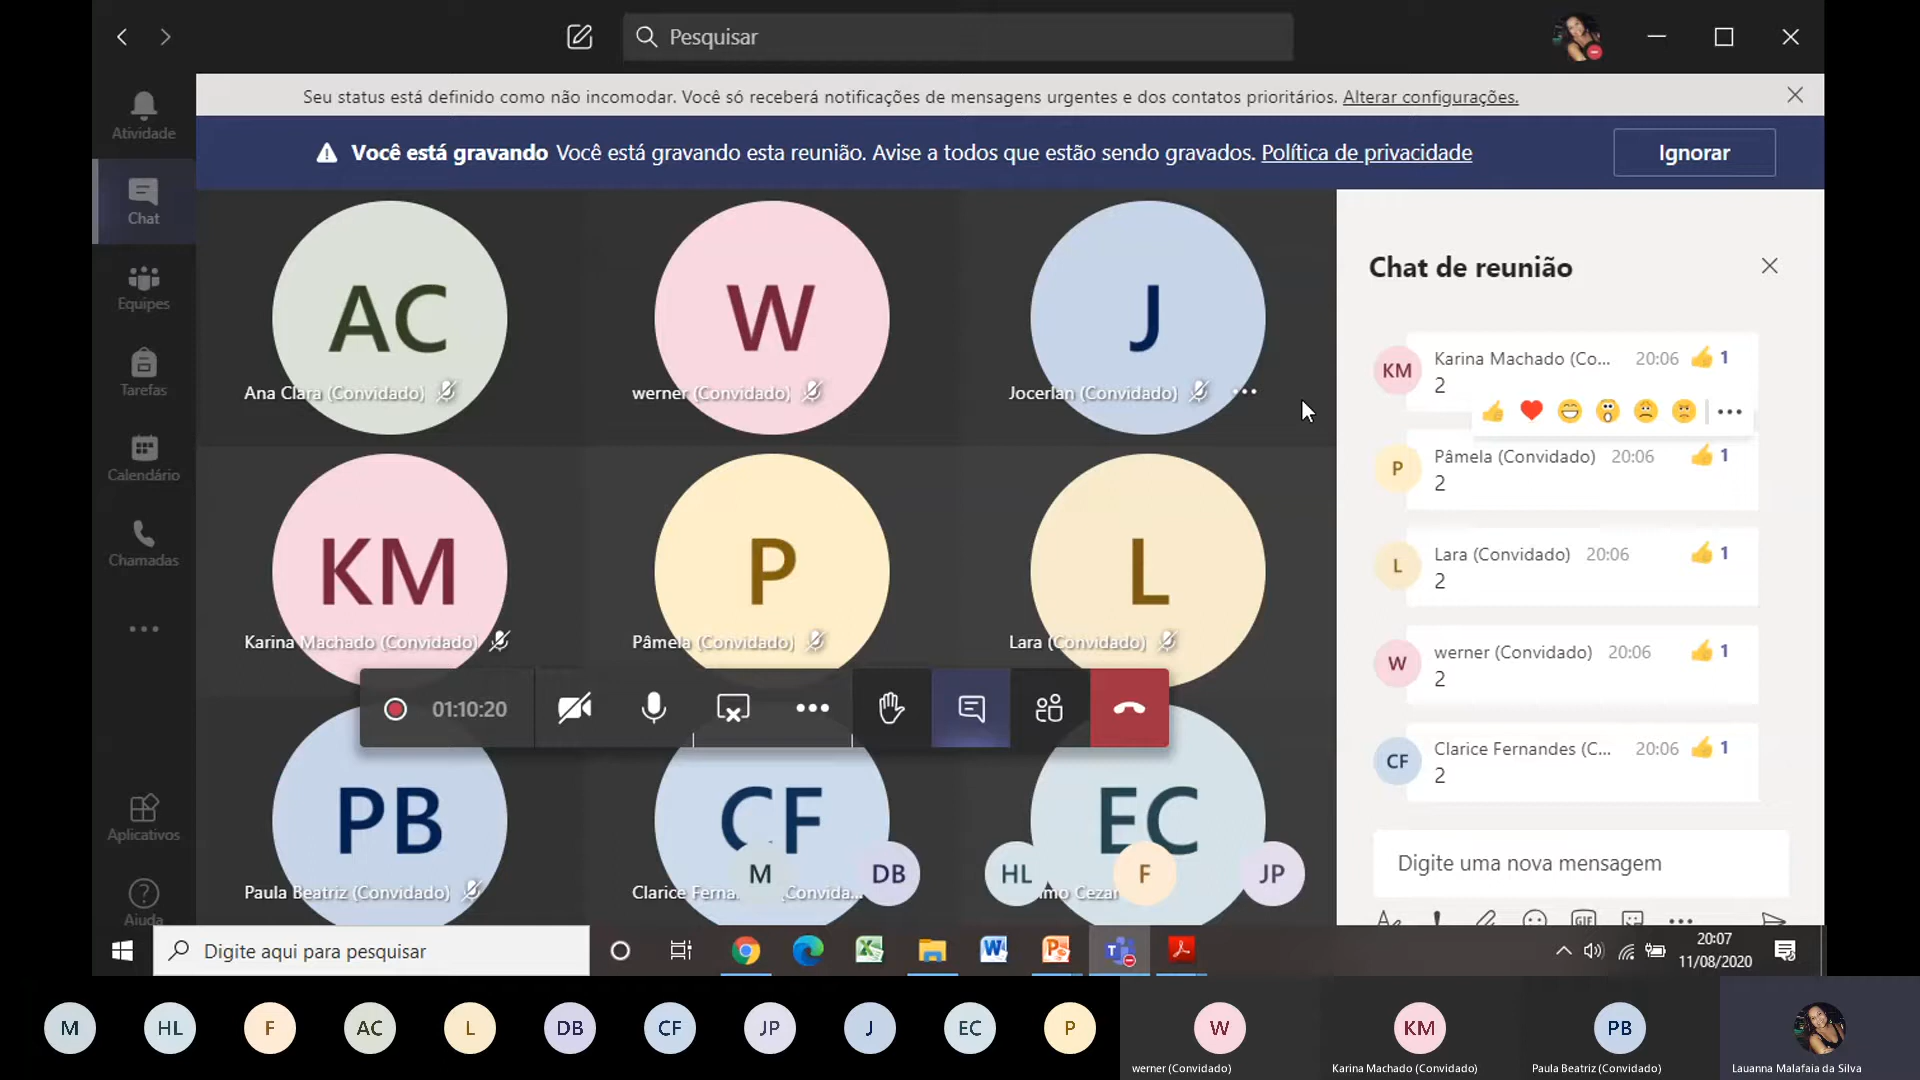 Pesquisar
Seu status está definido como não incomodar. Você só receberá notificações de mensagens urgentes e dos contatos prioritários. Alterar configurações.
Você está gravando Você está gravando esta reunião. Avise a todos que estão sendo gravados. Política de privacidade
Ignorar
Atividade
Chat
Equipes
Tarefas
Calendário
Chamadas
Aplicativos
Ajuda
AC
Ana Clara (Convidado)
W
werner (Convidado)
J
Jocerlan (Convidado)
KM
Karina Machado (Convidado)
P
Pâmela (Convidado)
L
Lara (Convidado)
01:10:20
PB
Paula Beatriz (Convidado)
CF
Clarice Ferna
Convida...
EC
mo Cezar
M
DB
HL
F
JP
Chat de reunião
KM
Karina Machado (Co... 20:06 1
2
P
Pâmela (Convidado) 20:06 1
2
L
Lara (Convidado) 20:06 1
2
W
werner (Convidado) 20:06 1
2
CF
Clarice Fernandes (C... 20:06 1
2
Digite uma nova mensagem
GIF
Digite aqui para pesquisar
20:07
11/08/2020
M HL F AC L DB CF JP J EC P W KM PB
werner (Convidado)
Karina Machado (Convidado)
Paula Beatriz (Convidado)
Lauanna Malafaia da Silva